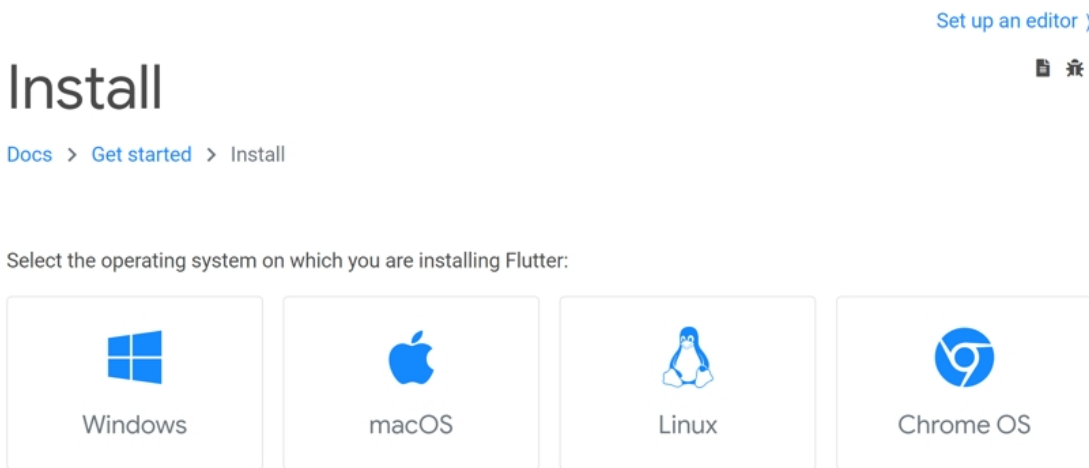 Set up an editor
Install
Docs > Get started > Install
Select the operating system on which you are installing Flutter:
Windows
macOS
Linux
Chrome OS